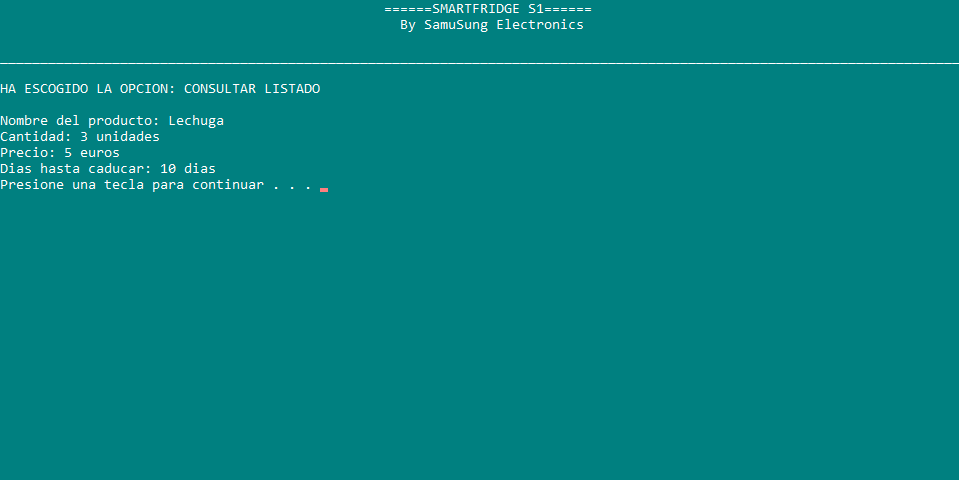 ======SMARTFRIDGE S1======
By SamuSung Electronics
HA ESCOGIDO LA OPCION: CONSULTAR LISTADO
Nombre del producto: Lechuga
Cantidad: 3 unidades
Precio: 5 euros
Dias hasta caducar: 10 dias
Presione una tecla para continuar . . .